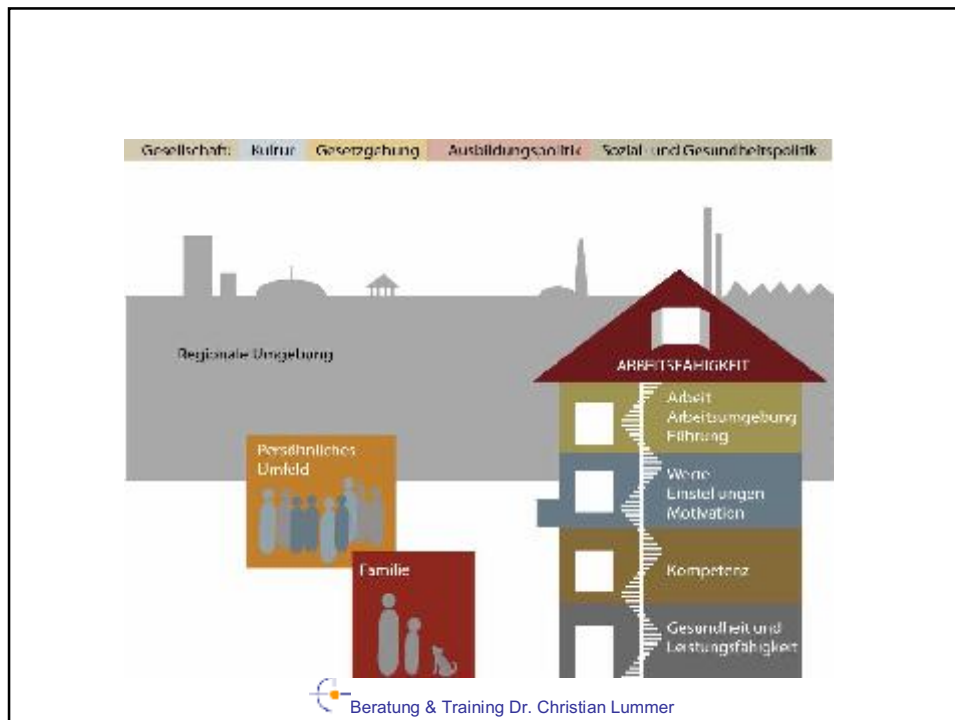 Gesellschaft: Kultur Gesetzgebung Ausbildungspolitik Sozial- und Gesundheitspolitik
Regionale Umgebung
ARBEITSFÄHIGKEIT
Arbeit
Arbeitsumgebung
Führung
Persöhnliches
Umfeld
Werte
Einstellungen
Motivation
Familie
Kompetenz
Gesundheit und
Leistungsfähigkeit
Beratung & Training Dr. Christian Lummer